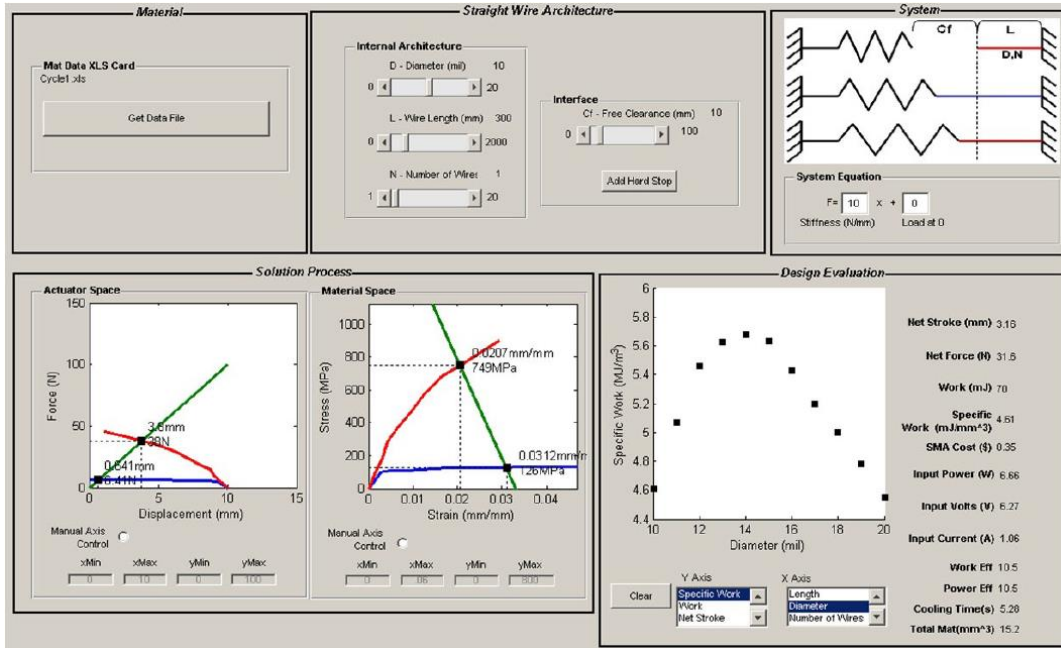 Material
Mat Data XLS Card
Cycle1.xls
Get Data File
Straight Wire Architecture
Internal Architecture
D - Diameter (mil) 10
0 20
L - Wire Length (mm) 300
0 2000
N - Number of Wires 1
1 20
Interface
Cf - Free Clearance (mm) 10
0 100
Add Hard Stop
System
Cf L
D,N
System Equation
F= 10 x + 0
Stiffness (N/mm) Load at 0
Solution Process
Actuator Space
150
100
50
0
0 5 10 15
Force (N)
Displacement (mm)
38N
0.641mm
6.41N
Manual Axis
Control
xMin xMax yMin yMax
0 10 0 100
Material Space
1000
800
600
400
200
0
0 0.01 0.02 0.03 0.04
Stress (MPa)
Strain (mm/mm)
0.0207mm/mm
749MPa
0.0312mm/m
126MPa
Manual Axis
Control
xMin xMax yMin yMax
0 06 0 800
Design Evaluation
6
5.8
5.6
5.4
5.2
5
4.8
4.6
4.4
10 12 14 16 18 20
Specific Work (MJ/m³)
Diameter (mil)
Clear
Y Axis
Specific Work
Work
Net Stroke
X Axis
Length
Diameter
Number of Wires
Net Stroke (mm) 3.16
Net Force (N) 31.6
Work (mJ) 70
Specific
Work (mJ/mm^3) 4.61
SMA Cost ($) 0.35
Input Power (W) 6.66
Input Volts (V) 6.27
Input Current (A) 1.06
Work Eff 10.5
Power Eff 10.5
Cooling Time(s) 5.28
Total Mat(mm^3) 15.2